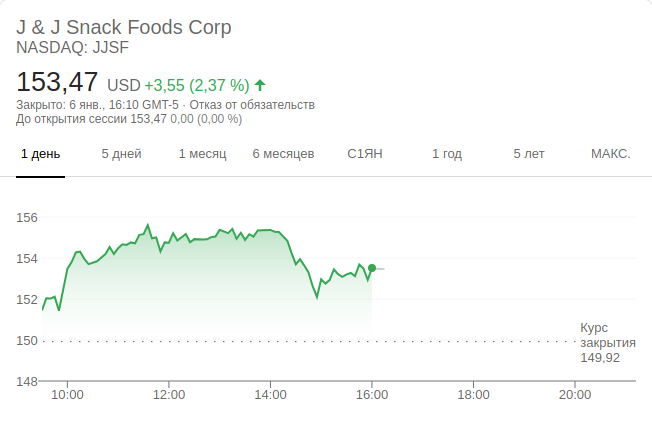 J & J Snack Foods Corp
NASDAQ: JJSF
153,47 USD +3,55 (2,37 %)
Закрыто: 6 янв., 16:10 GMT-5 · Отказ от обязательств
До открытия сессии 153,47 0,00 (0,00 %)
1 день 5 дней 1 месяц 6 месяцев С1ЯН 1 год 5 лет МАКС.
156
154
152
150
Курс
закрытия
149,92
148
10:00 12:00 14:00 16:00 18:00 20:00